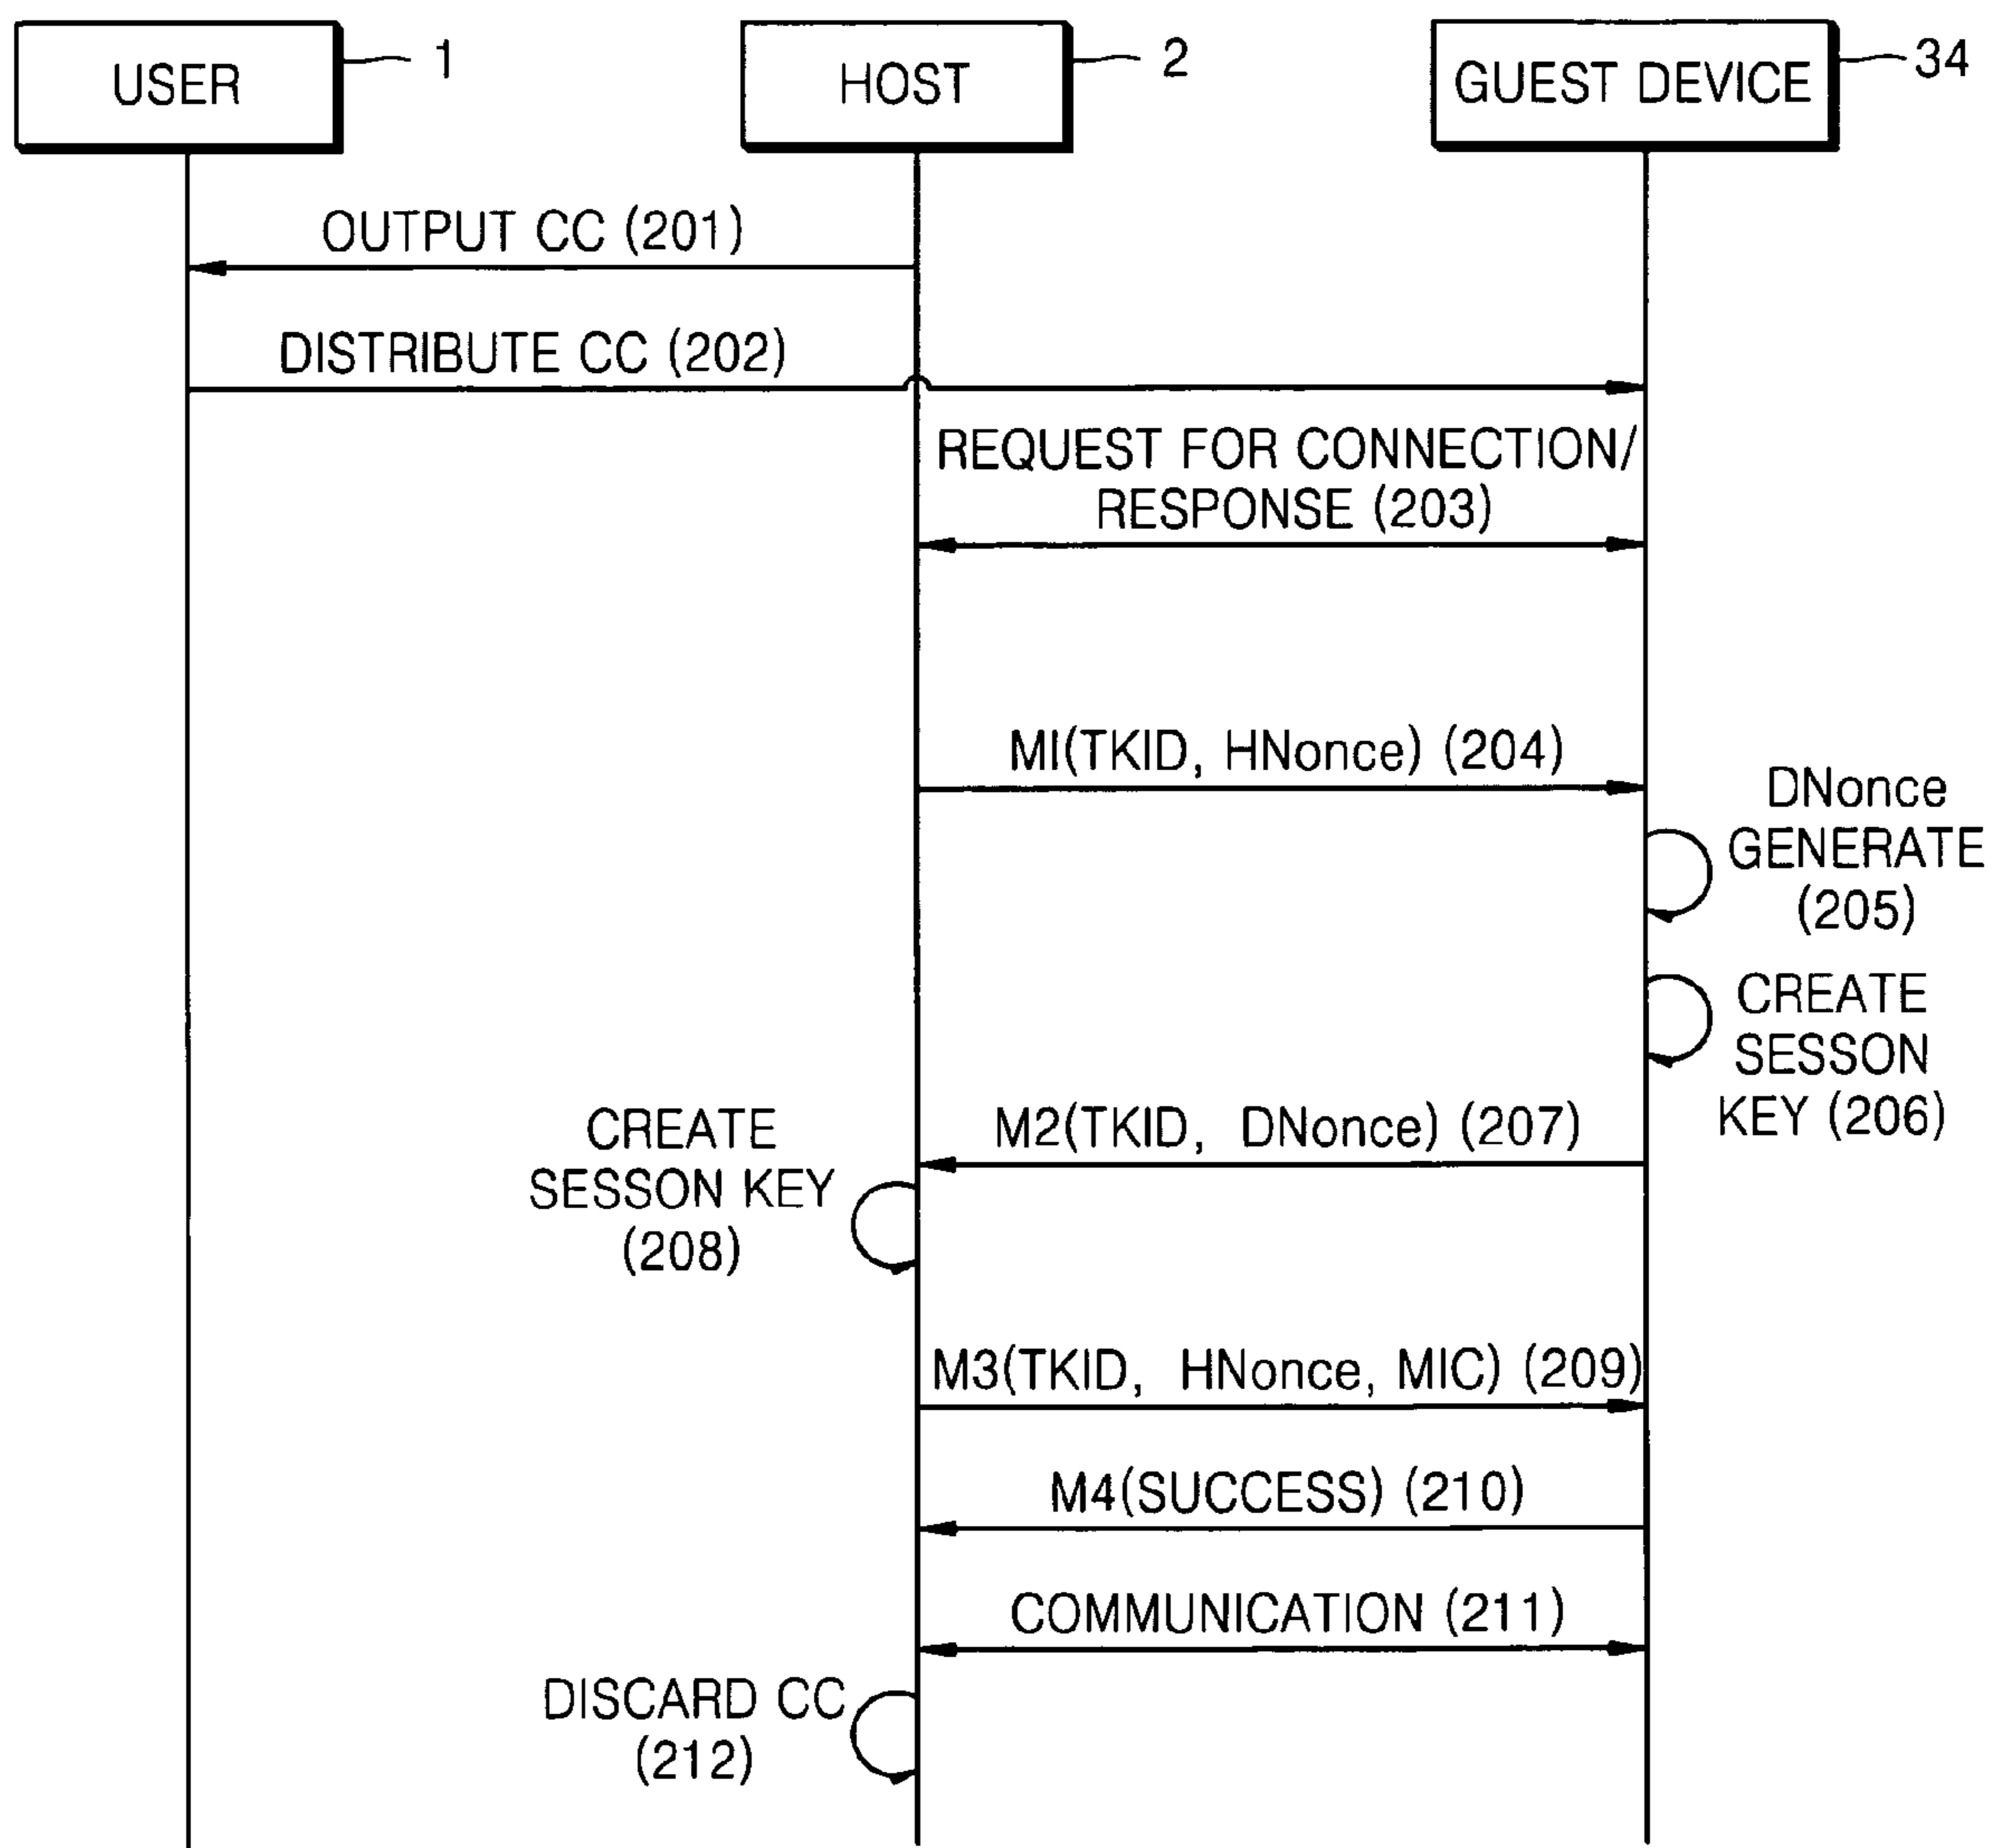 USER
1
HOST
2
GUEST DEVICE
34
OUTPUT CC (201)
DISTRIBUTE CC (202)
REQUEST FOR CONNECTION/
RESPONSE (203)
MI(TKID, HNonce) (204)
DNonce
GENERATE
(205)
CREATE
SESSON
KEY (206)
M2(TKID, DNonce) (207)
CREATE
SESSON KEY
(208)
M3(TKID, HNonce, MIC) (209)
M4(SUCCESS) (210)
COMMUNICATION (211)
DISCARD CC
(212)